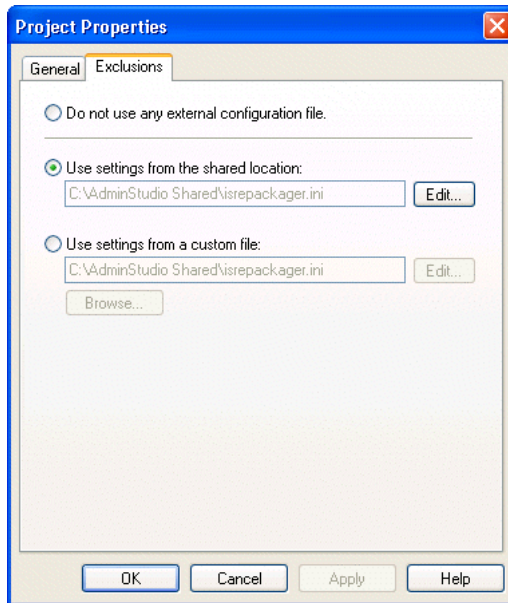 Project Properties
General Exclusions
Do not use any external configuration file.
Use settings from the shared location:
C:\AdminStudio Shared\isrepackager.ini Edit...
Use settings from a custom file:
C:\AdminStudio Shared\isrepackager.ini Edit...
Browse...
OK Cancel Apply Help